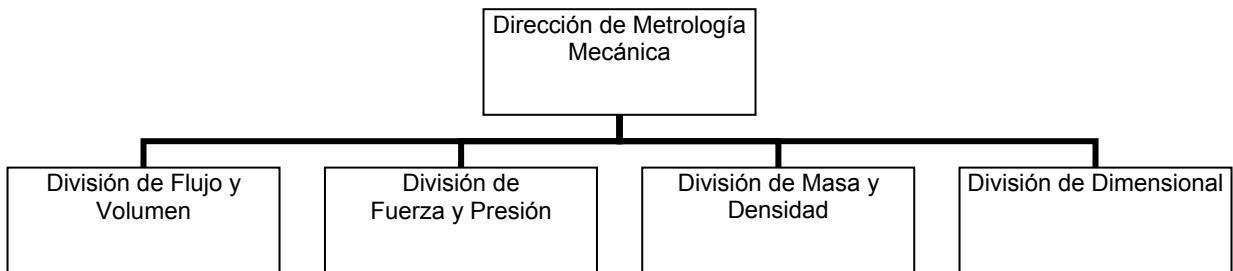 Dirección de Metrología
Mecánica
División de Flujo y
Volumen
División de
Fuerza y Presión
División de Masa y
Densidad
División de Dimensional